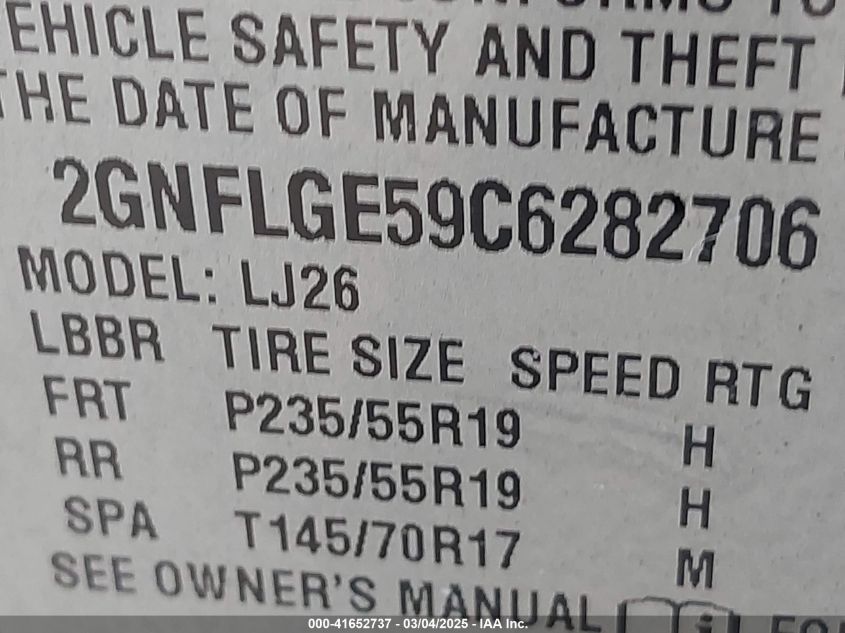 EHICLE SAFETY AND THEFT
THE DATE OF MANUFACTURE
2GNFLGE59C6282706
MODEL: LJ26
LBBR TIRE SIZE SPEED RTG
FRT P235/55R19 H
RR P235/55R19 H
SPA T145/70R17 M
SEE OWNER'S MANUAL
000-41652737 - 03/04/2025 - IAA Inc.